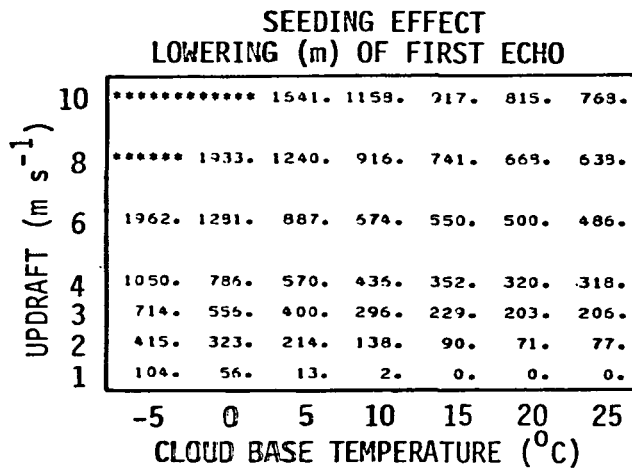 SEEDING EFFECT
LOWERING (m) OF FIRST ECHO
10 ************ 1541. 1159. 917. 815. 769.
8 ****** 1933. 1240. 916. 741. 669. 639.
6 1962. 1291. 887. 674. 550. 500. 486.
4 1050. 786. 570. 436. 352. 320. 318.
3 714. 556. 400. 296. 229. 203. 206.
2 415. 323. 214. 138. 90. 71. 77.
1 104. 56. 13. 2. 0. 0. 0.
UPDRAFT (m s⁻¹)
-5 0 5 10 15 20 25
CLOUD BASE TEMPERATURE (°C)